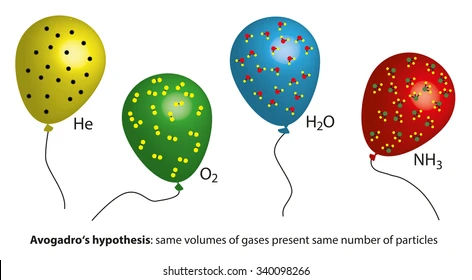 He
O₂
H₂O
NH₃
Avogadro's hypothesis: same volumes of gases present same number of particles
shutterstock.com · 340098266